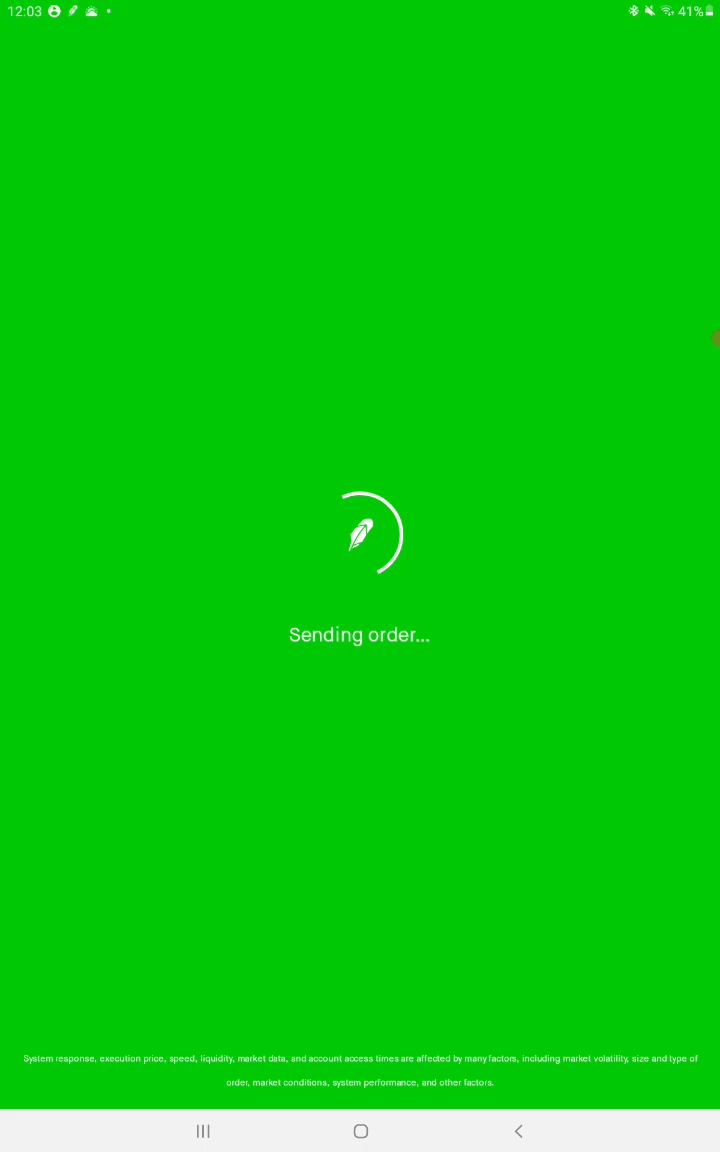 12:03
41%
Sending order...
System response, execution price, speed, liquidity, market data, and account access times are affected by many factors, including market volatility, size and type of
order, market conditions, system performance, and other factors.